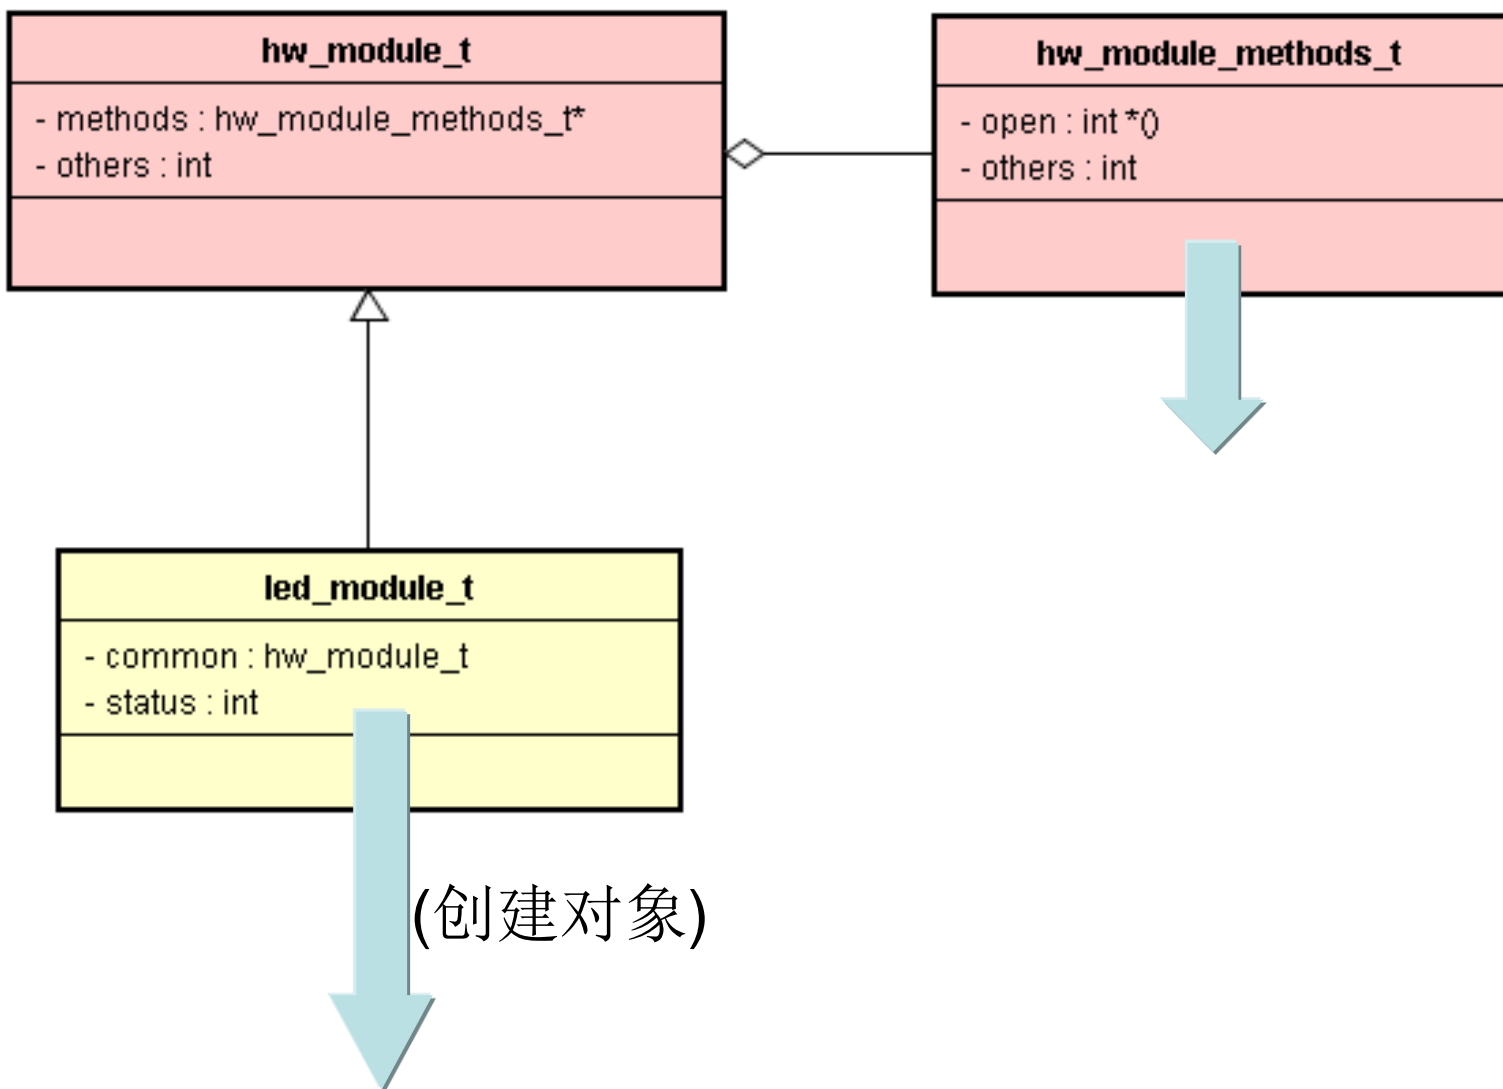 hw_module_t
- methods : hw_module_methods_t*
- others : int
hw_module_methods_t
- open : int *()
- others : int
led_module_t
- common : hw_module_t
- status : int
(创建对象)